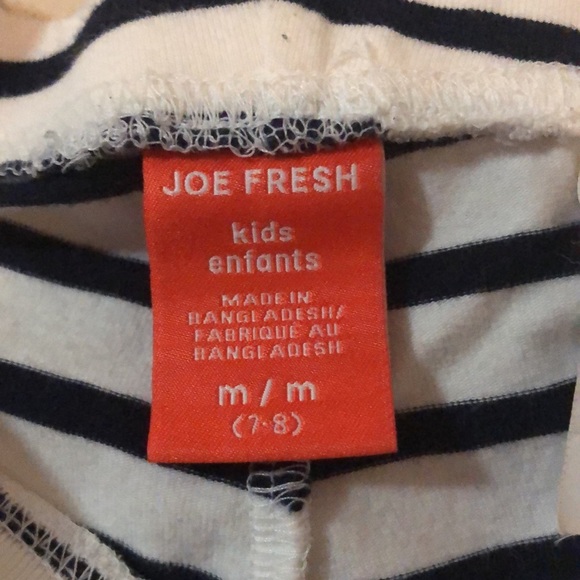 JOE FRESH
kids
enfants
MADE IN
BANGLADESH/
FABRIQUE AU
BANGLADESH
m / m
(7-8)